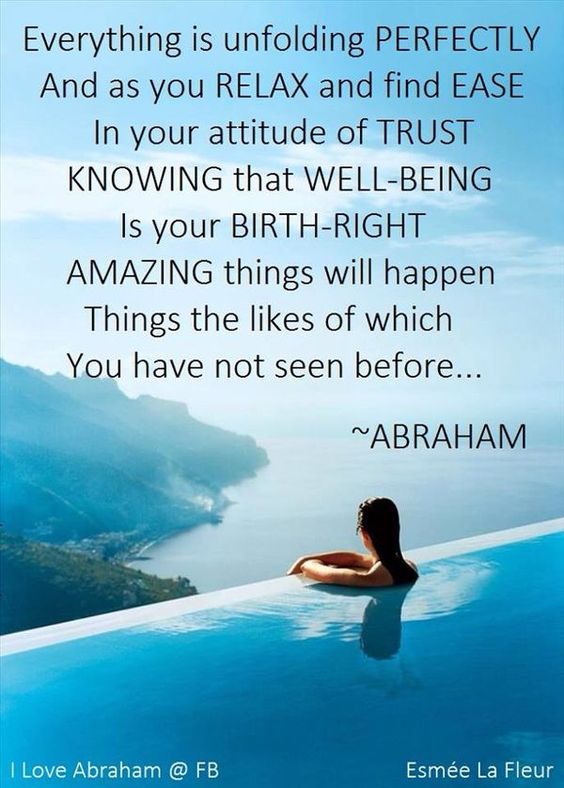 Everything is unfolding PERFECTLY
And as you RELAX and find EASE
In your attitude of TRUST
KNOWING that WELL-BEING
Is your BIRTH-RIGHT
AMAZING things will happen
Things the likes of which
You have not seen before...
~ABRAHAM
I Love Abraham @ FB
Esmée La Fleur